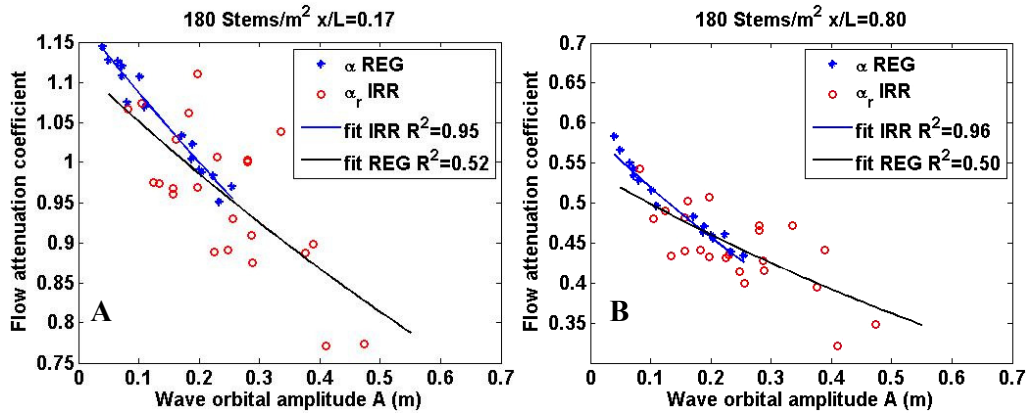 180 Stems/m² x/L=0.17
Flow attenuation coefficient
1.15
1.1
1.05
1
0.95
0.9
0.85
0.8
0.75
α REG
αr IRR
fit IRR R²=0.95
fit REG R²=0.52
A
0 0.1 0.2 0.3 0.4 0.5 0.6 0.7
Wave orbital amplitude A (m)
180 Stems/m² x/L=0.80
Flow attenuation coefficient
0.7
0.65
0.6
0.55
0.5
0.45
0.4
0.35
α REG
αr IRR
fit IRR R²=0.96
fit REG R²=0.50
B
0 0.1 0.2 0.3 0.4 0.5 0.6 0.7
Wave orbital amplitude A (m)